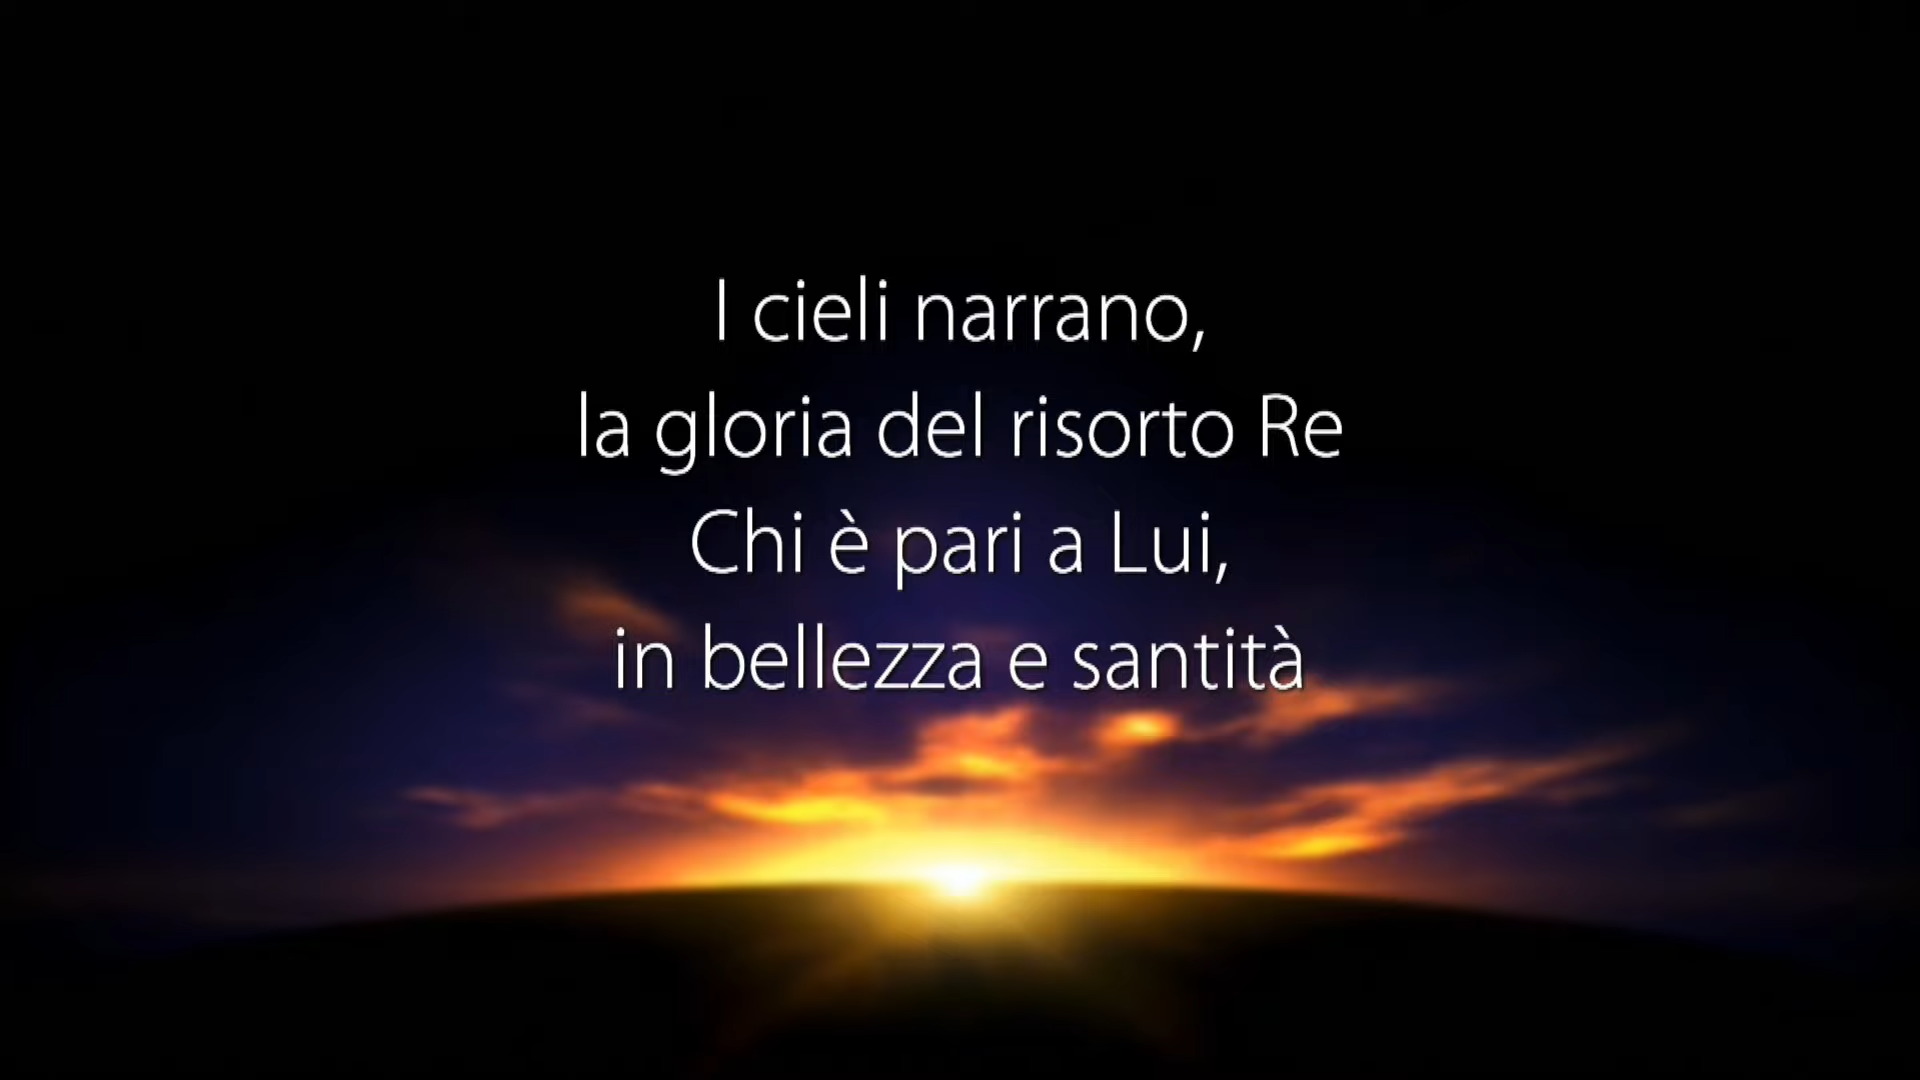 I cieli narrano,
la gloria del risorto Re
Chi è pari a Lui,
in bellezza e santità